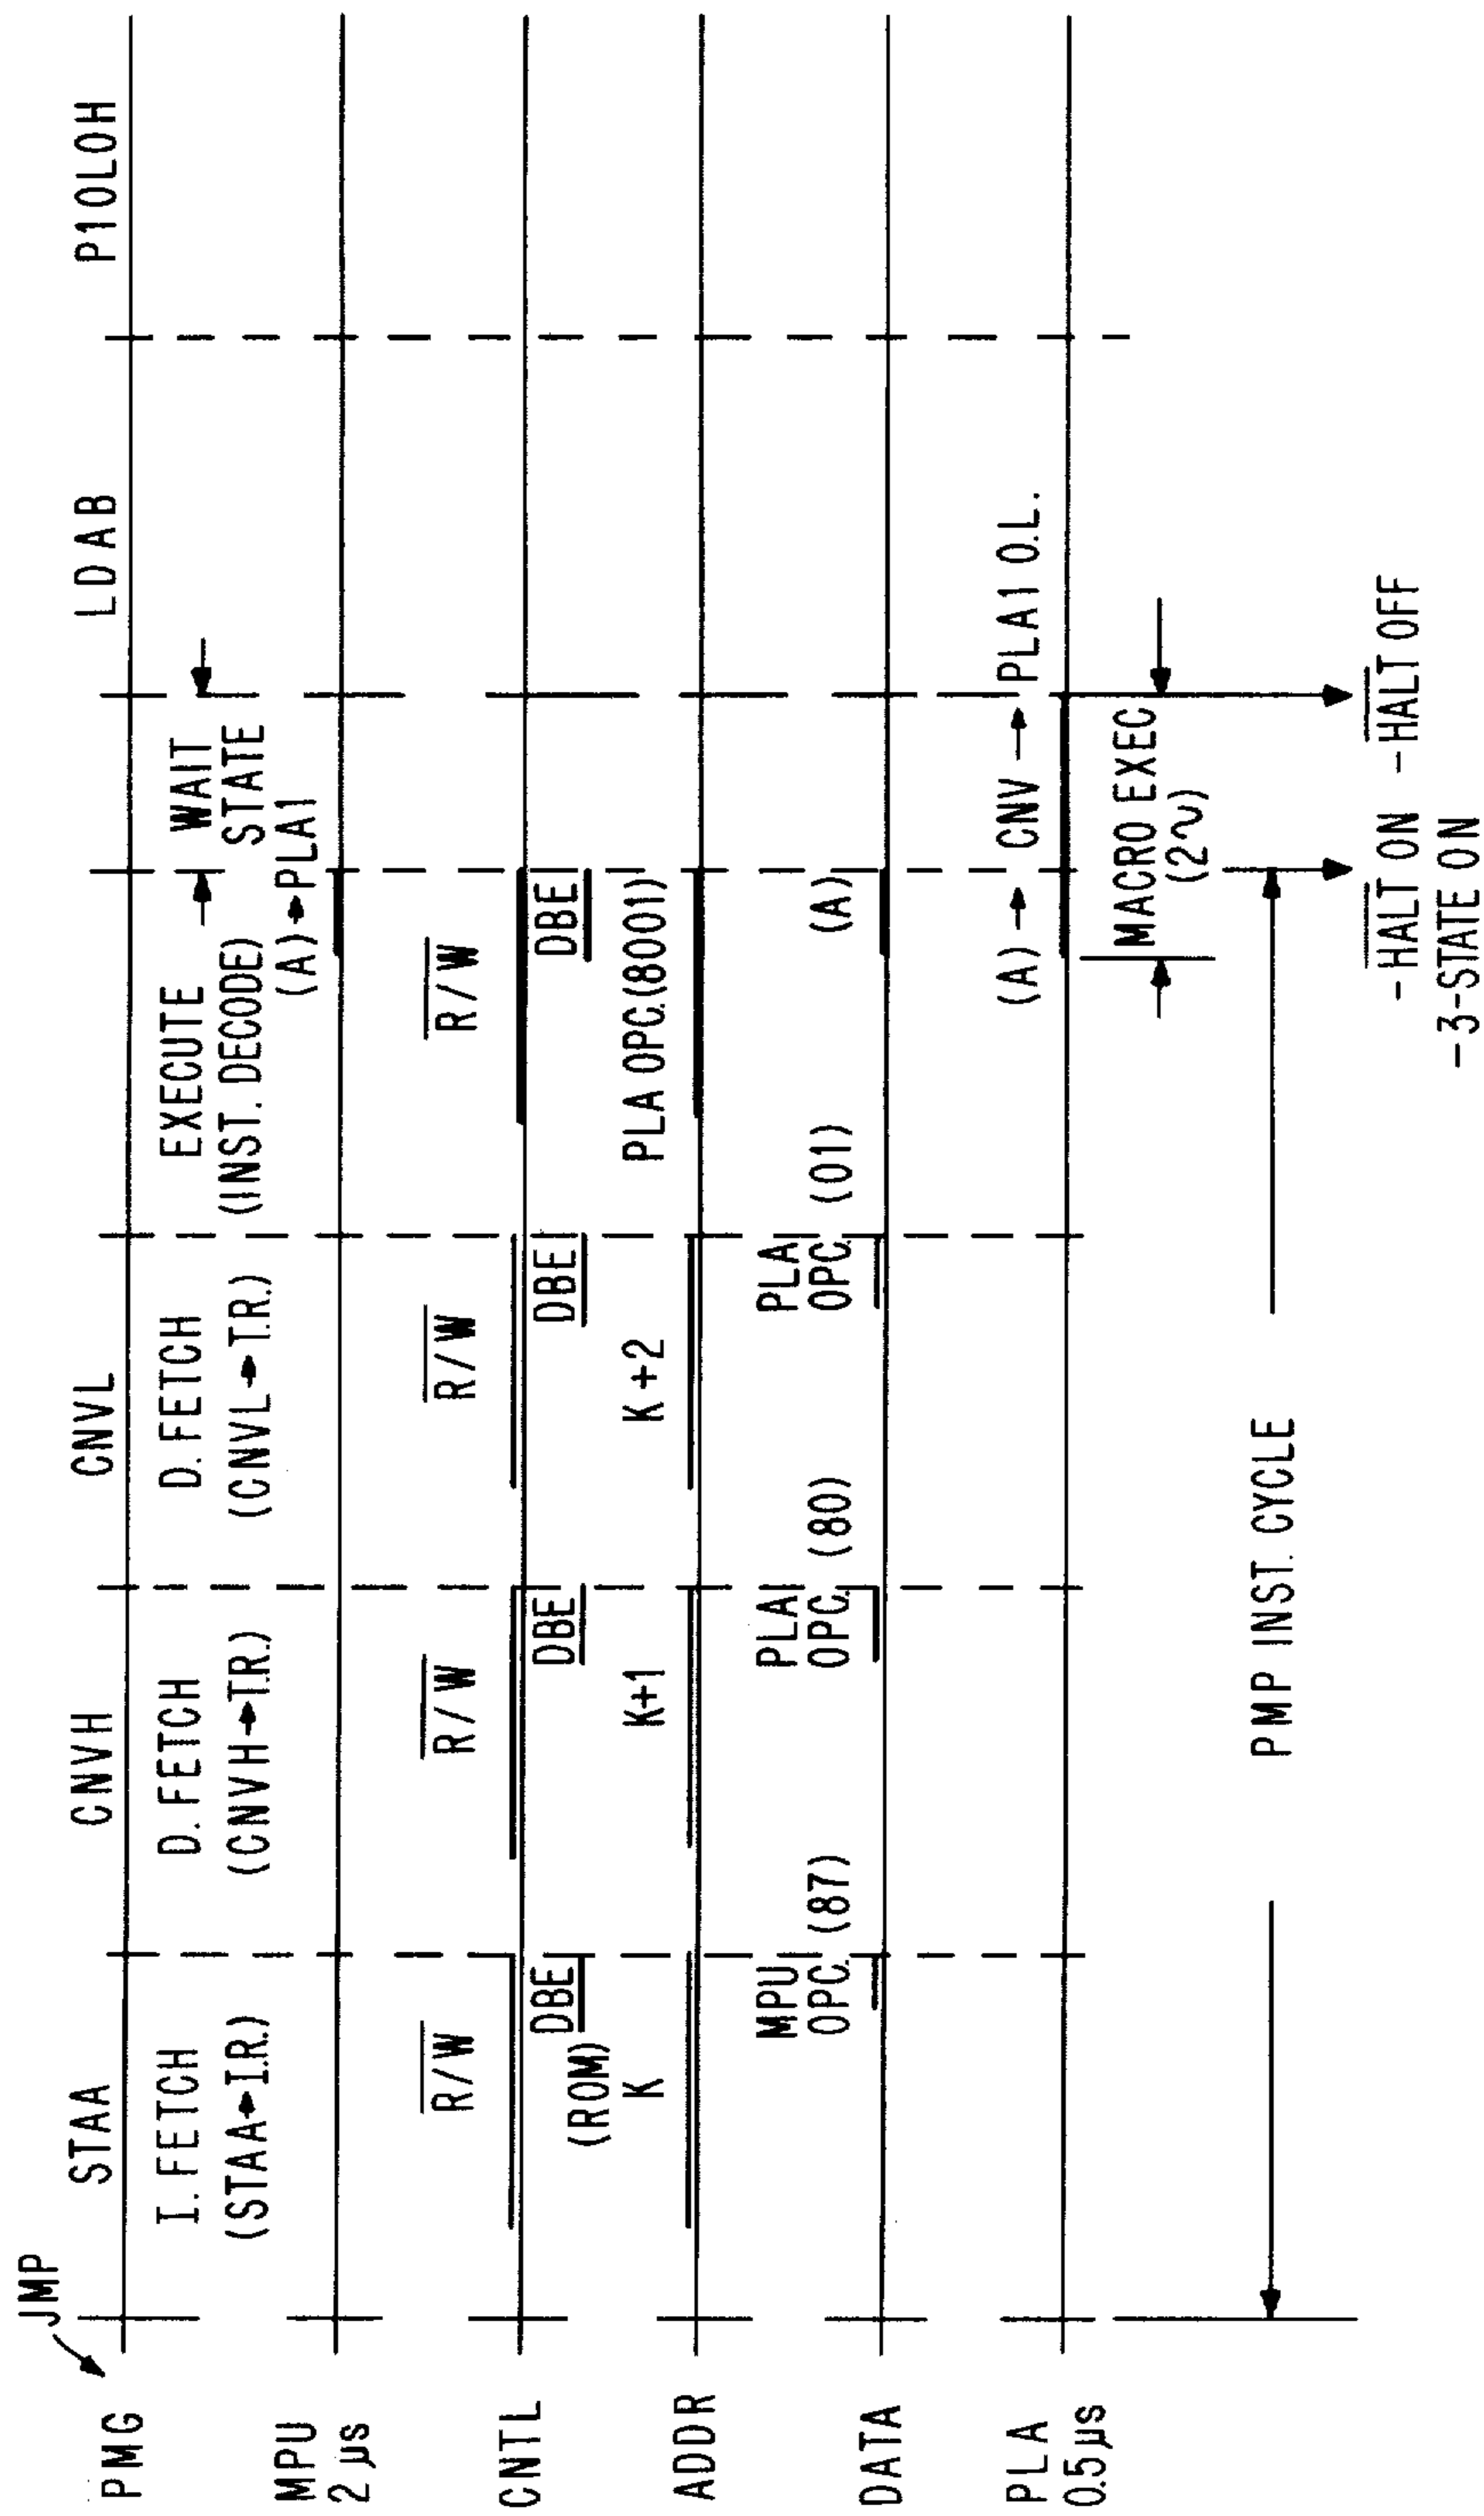 JMP
PMG
STAA
CNVH
CNVL
LDAB
P10L0H
MPU
2 µs
I. FETCH
(STAA→I.R.)
D. FETCH
(CNVH→T.R.)
D. FETCH
(CNVL→T.R.)
EXECUTE
(INST. DECODE)
(A)→PLA1
WAIT
STATE
CNTL
R/W
DBE
R/W
DBE
R/W
DBE
R/W
DBE
ADDR
(ROM)
K
K+1
K+2
PLA OPC.(8001)
DATA
MPU
OPC. (87)
PLA
OPC. (80)
PLA
OPC. (01)
(A)
PLA
0.5µs
(A) → CNV → PLA1 O.L.
MACRO EXEC
(2~)
PMP INST. CYCLE
-HALT ON
-3-STATE ON
-HALT OFF